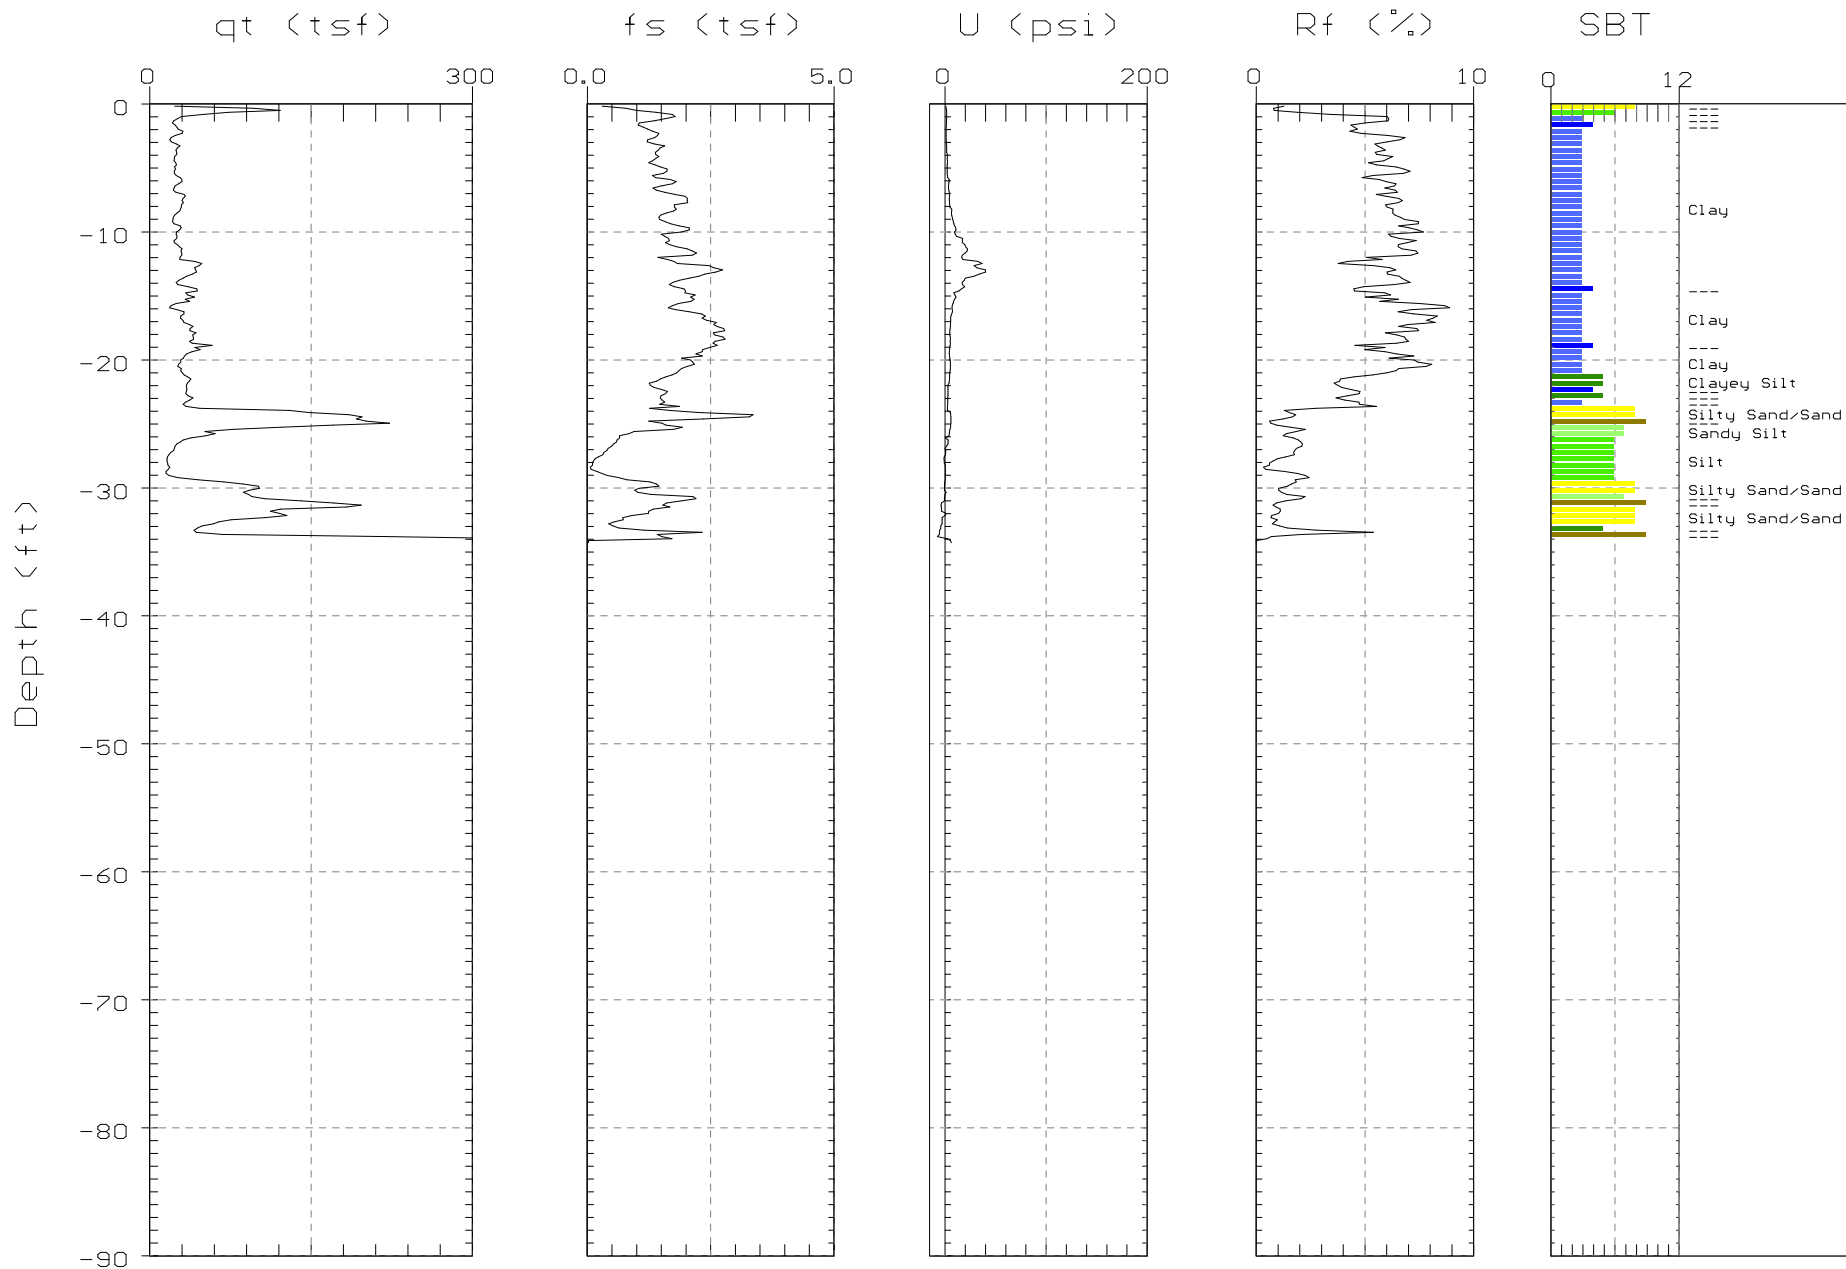 qt (tsf) fs (tsf) U (psi) Rf (%) SBT
0 300 0.0 5.0 0 200 0 10 0 12
0
-10
-20
-30
-40
-50
-60
-70
-80
-90
Depth (ft)
---
---
---
---
Clay
---
Clay
---
Clay
Clayey Silt
---
---
---
Silty Sand/Sand
---
Sandy Silt
Silt
Silty Sand/Sand
---
---
Silty Sand/Sand
---
---